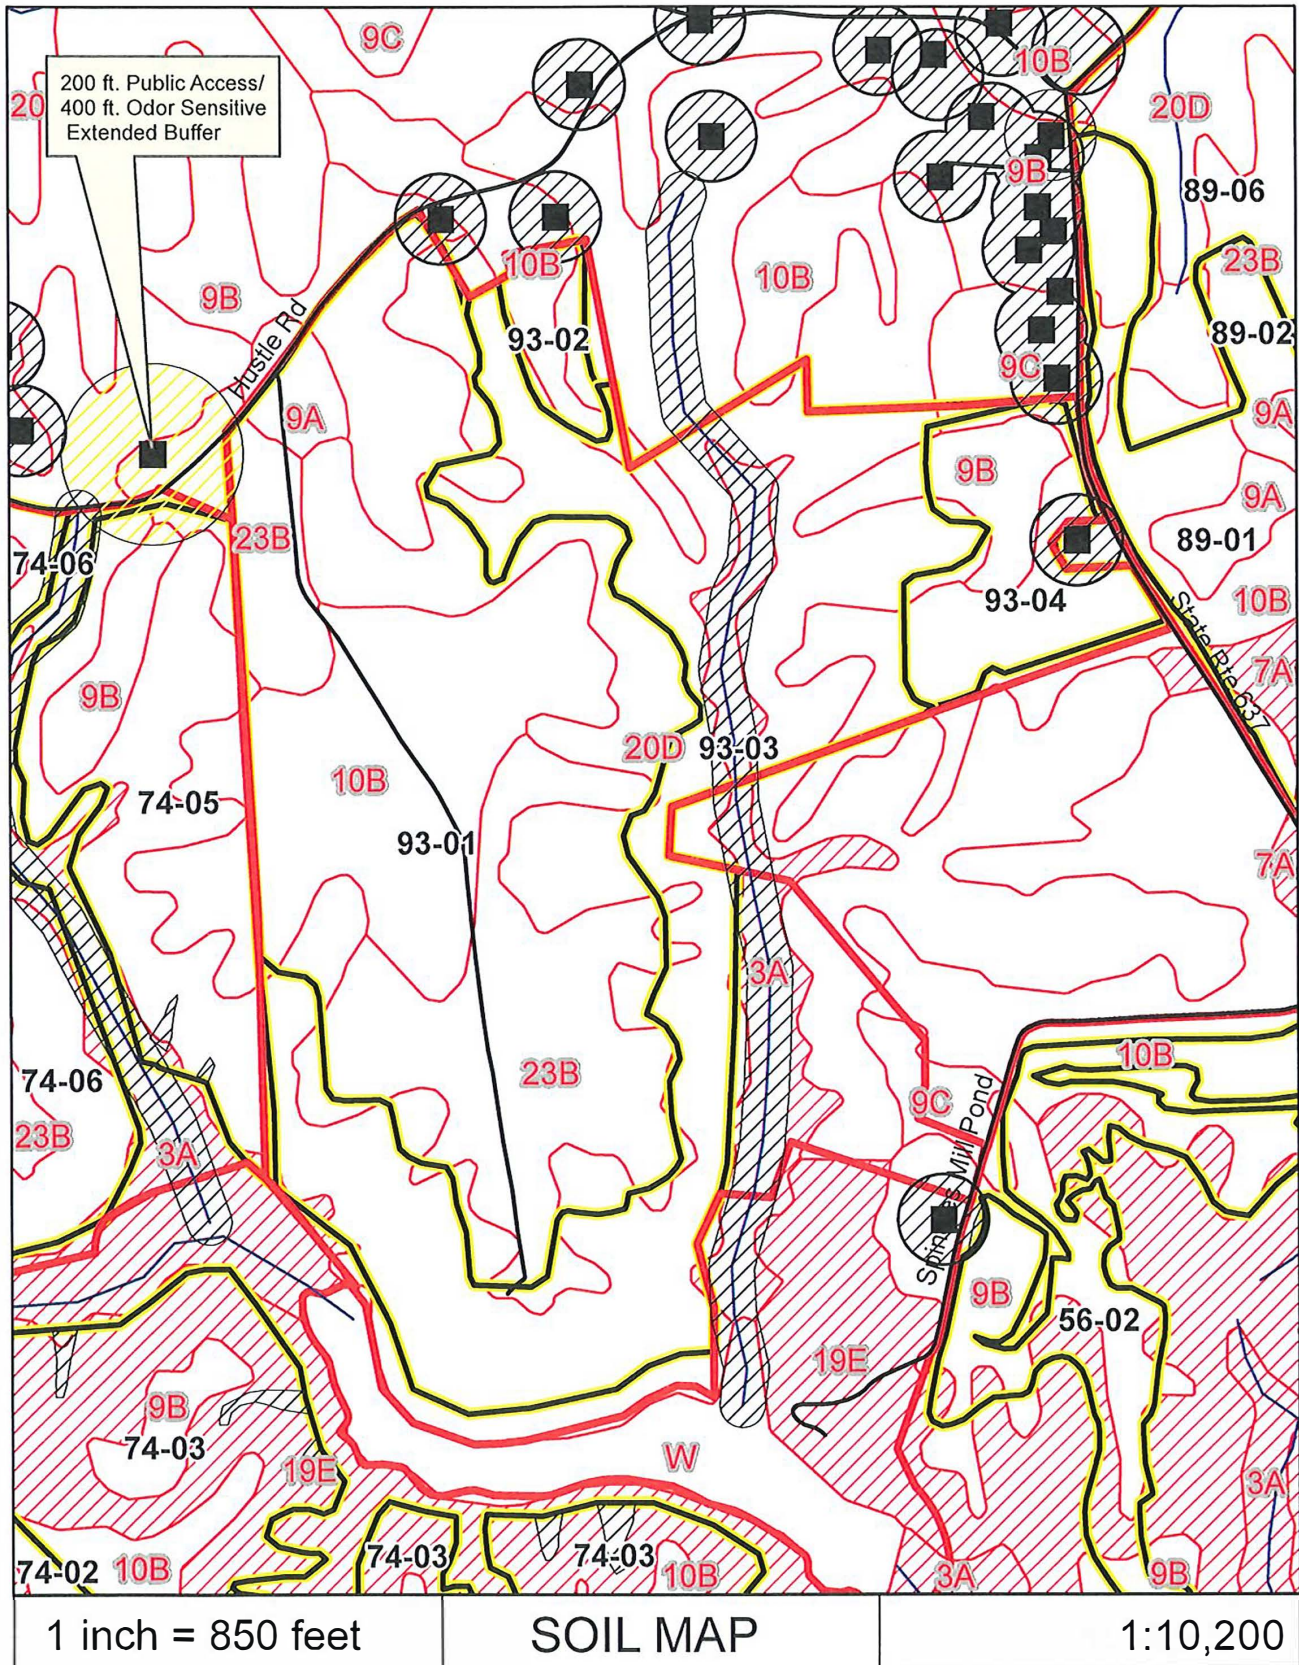 9C
10B
200 ft. Public Access/
400 ft. Odor Sensitive
Extended Buffer
20
20D
9B
89-06
10B
23B
9B
10B
93-02
89-02
Hustle Rd
9C
9A
9A
9B
9A
23B
89-01
74-06
93-04
10B
State Rte 637
7A
9B
20D
93-03
10B
74-05
93-01
7A
3A
10B
23B
74-06
9C
23B
3A
Mill Pond
9B
56-02
19E
9B
74-03
W
19E
3A
74-03
74-03
74-02
10B
10B
3A
9B
1 inch = 850 feet
SOIL MAP
1:10,200